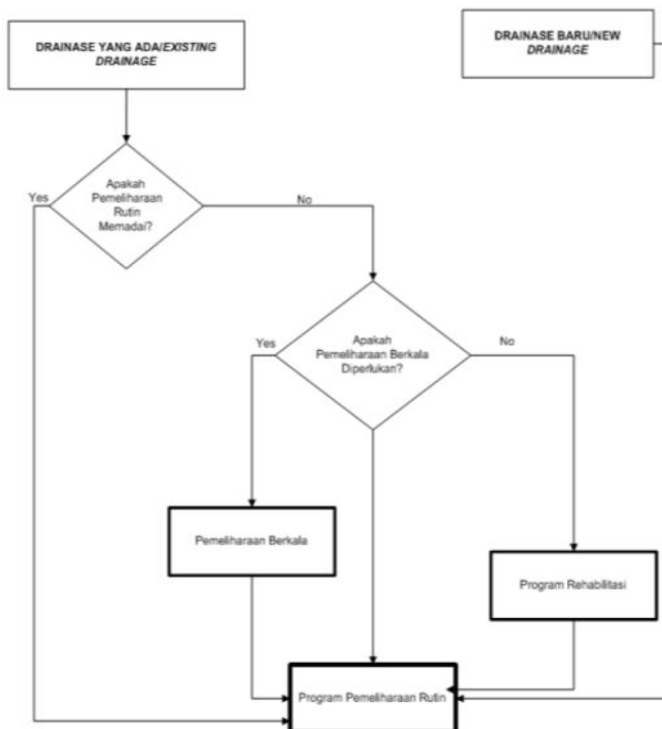 DRAINASE YANG ADA/EXISTING
DRAINAGE
DRAINASE BARU/NEW
DRAINAGE
Apakah
Pemeliharaan
Rutin
Memadai?
Yes
No
Apakah
Pemeliharaan Berkala
Diperlukan?
Yes
No
Pemeliharaan Berkala
Program Rehabilitasi
Program Pemeliharaan Rutin